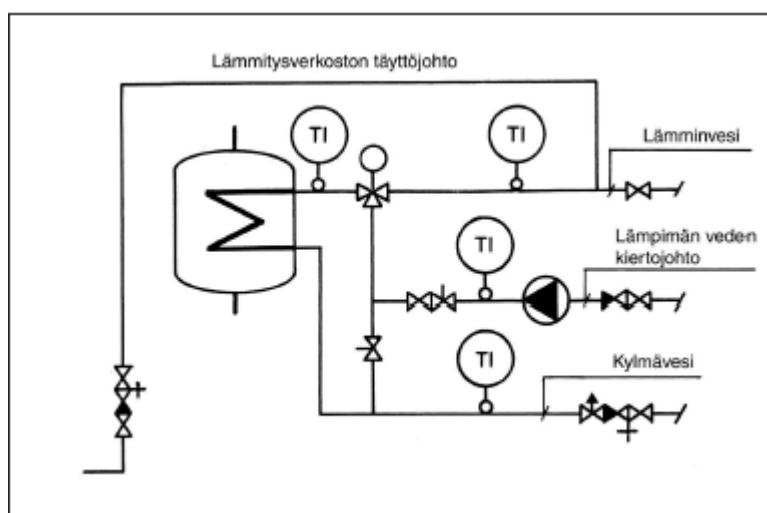 Lämmitysverkoston täyttöjohto
TI
TI
Lämminvesi
TI
Lämpimän veden
kiertojohto
TI
Kylmävesi